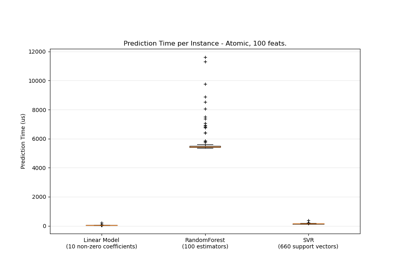 Prediction Time per Instance - Atomic, 100 feats.
12000
10000
8000
6000
4000
2000
0
Prediction Time (us)
Linear Model
(10 non-zero coefficients)
RandomForest
(100 estimators)
SVR
(660 support vectors)